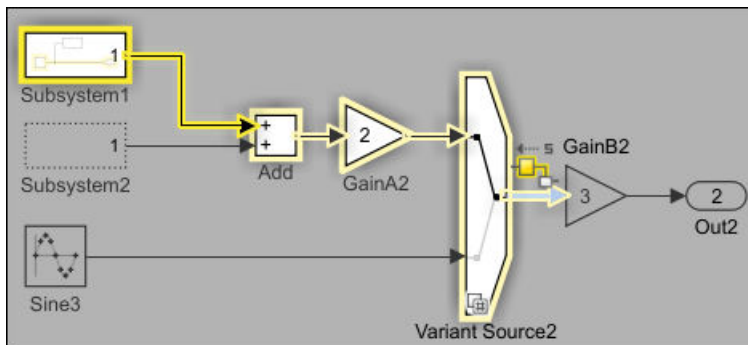 1
Subsystem1
1
Subsystem2
+
+
Add
2
GainA2
5
GainB2
3
2
Out2
Sine3
Variant Source2